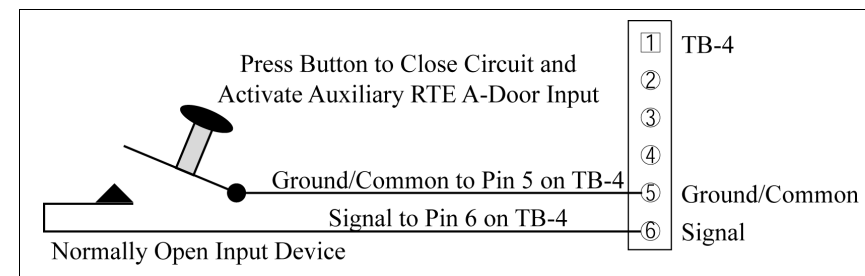 1 TB-4
Press Button to Close Circuit and
Activate Auxiliary RTE A-Door Input
2
3
4
Ground/Common to Pin 5 on TB-4
5 Ground/Common
Signal to Pin 6 on TB-4
6 Signal
Normally Open Input Device